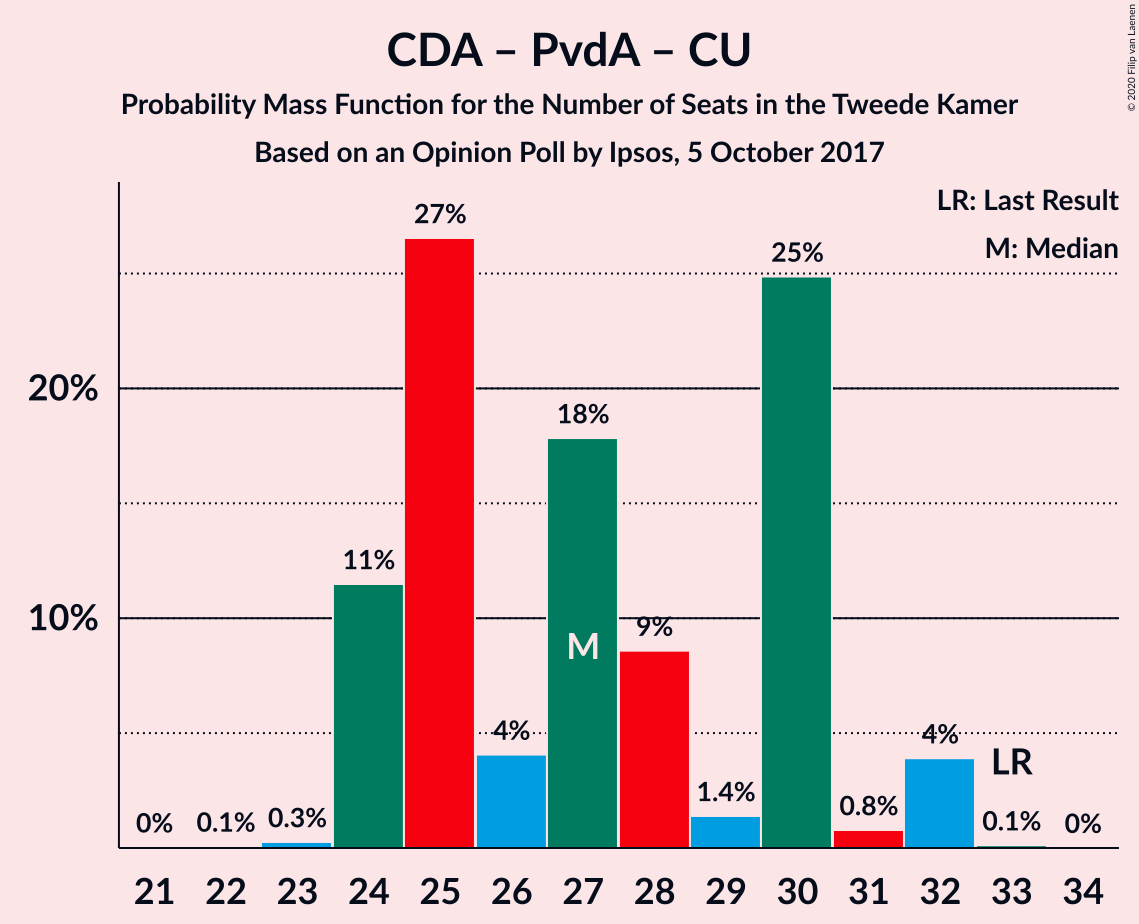 CDA – PvdA – CU
Probability Mass Function for the Number of Seats in the Tweede Kamer
Based on an Opinion Poll by Ipsos, 5 October 2017
© 2020 Filip van Laenen
LR: Last Result
M: Median
20%
10%
0%
0.1%
0.3%
11%
27%
4%
18%
9%
1.4%
25%
0.8%
4%
0.1%
0%
M
LR
21 22 23 24 25 26 27 28 29 30 31 32 33 34